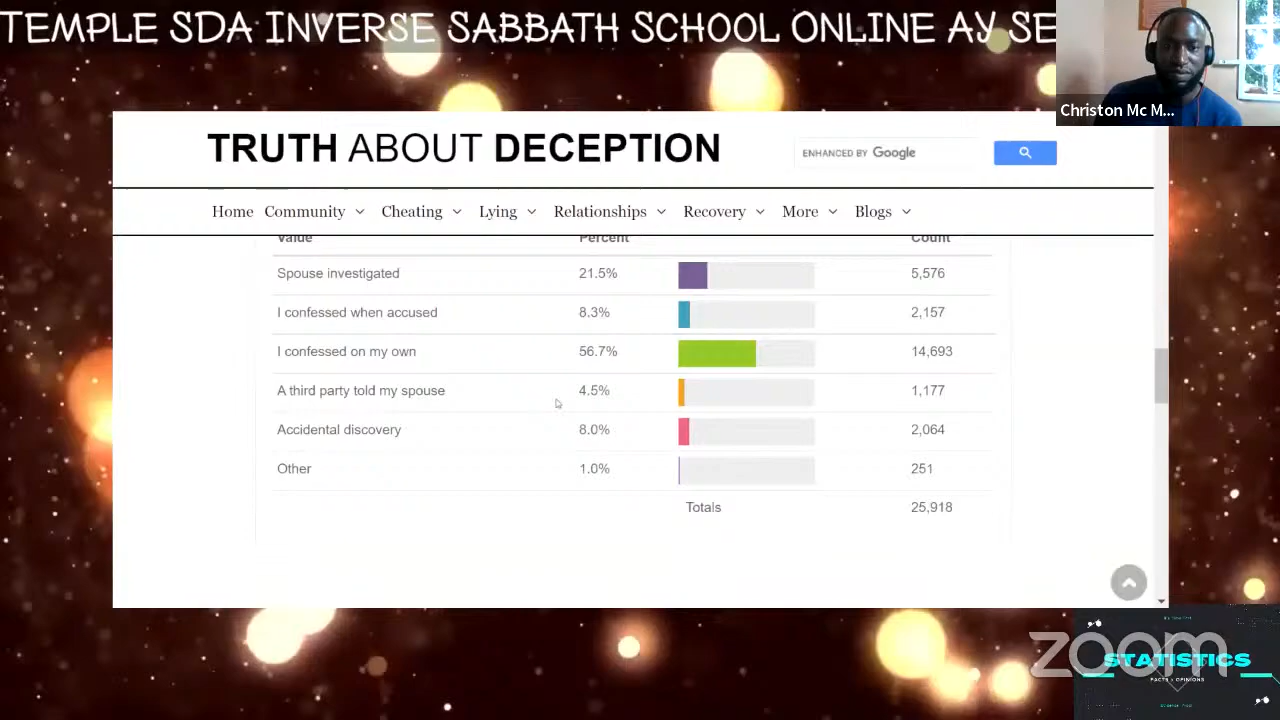 TEMPLE SDA INVERSE SABBATH SCHOOL ONLINE AY SE
Christon Mc M...
TRUTH ABOUT DECEPTION
ENHANCED BY Google
Home Community Cheating Lying Relationships Recovery More Blogs
Value Percent Count
Spouse investigated 21.5% 5,576
I confessed when accused 8.3% 2,157
I confessed on my own 56.7% 14,693
A third party told my spouse 4.5% 1,177
Accidental discovery 8.0% 2,064
Other 1.0% 251
Totals 25,918
zoom
STATISTICS
FACTS & OPINIONS